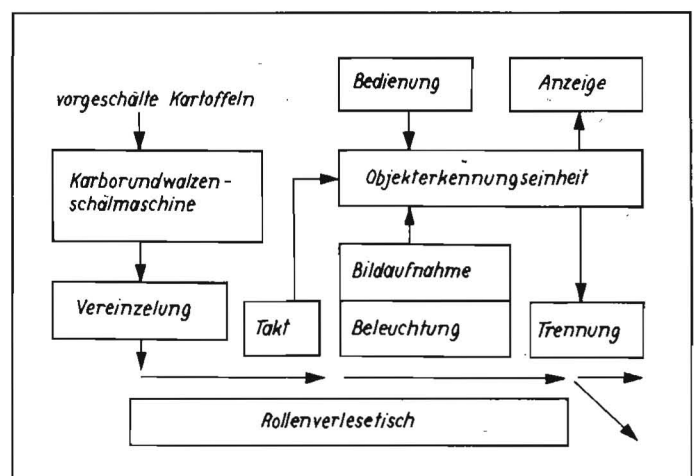 Bedienung
Anzeige
vorgeschälte Kartoffeln
Karborundwalzen-
schälmaschine
Objekterkennungseinheit
Vereinzelung
Bildaufnahme
Takt
Beleuchtung
Trennung
Rollenverlesetisch